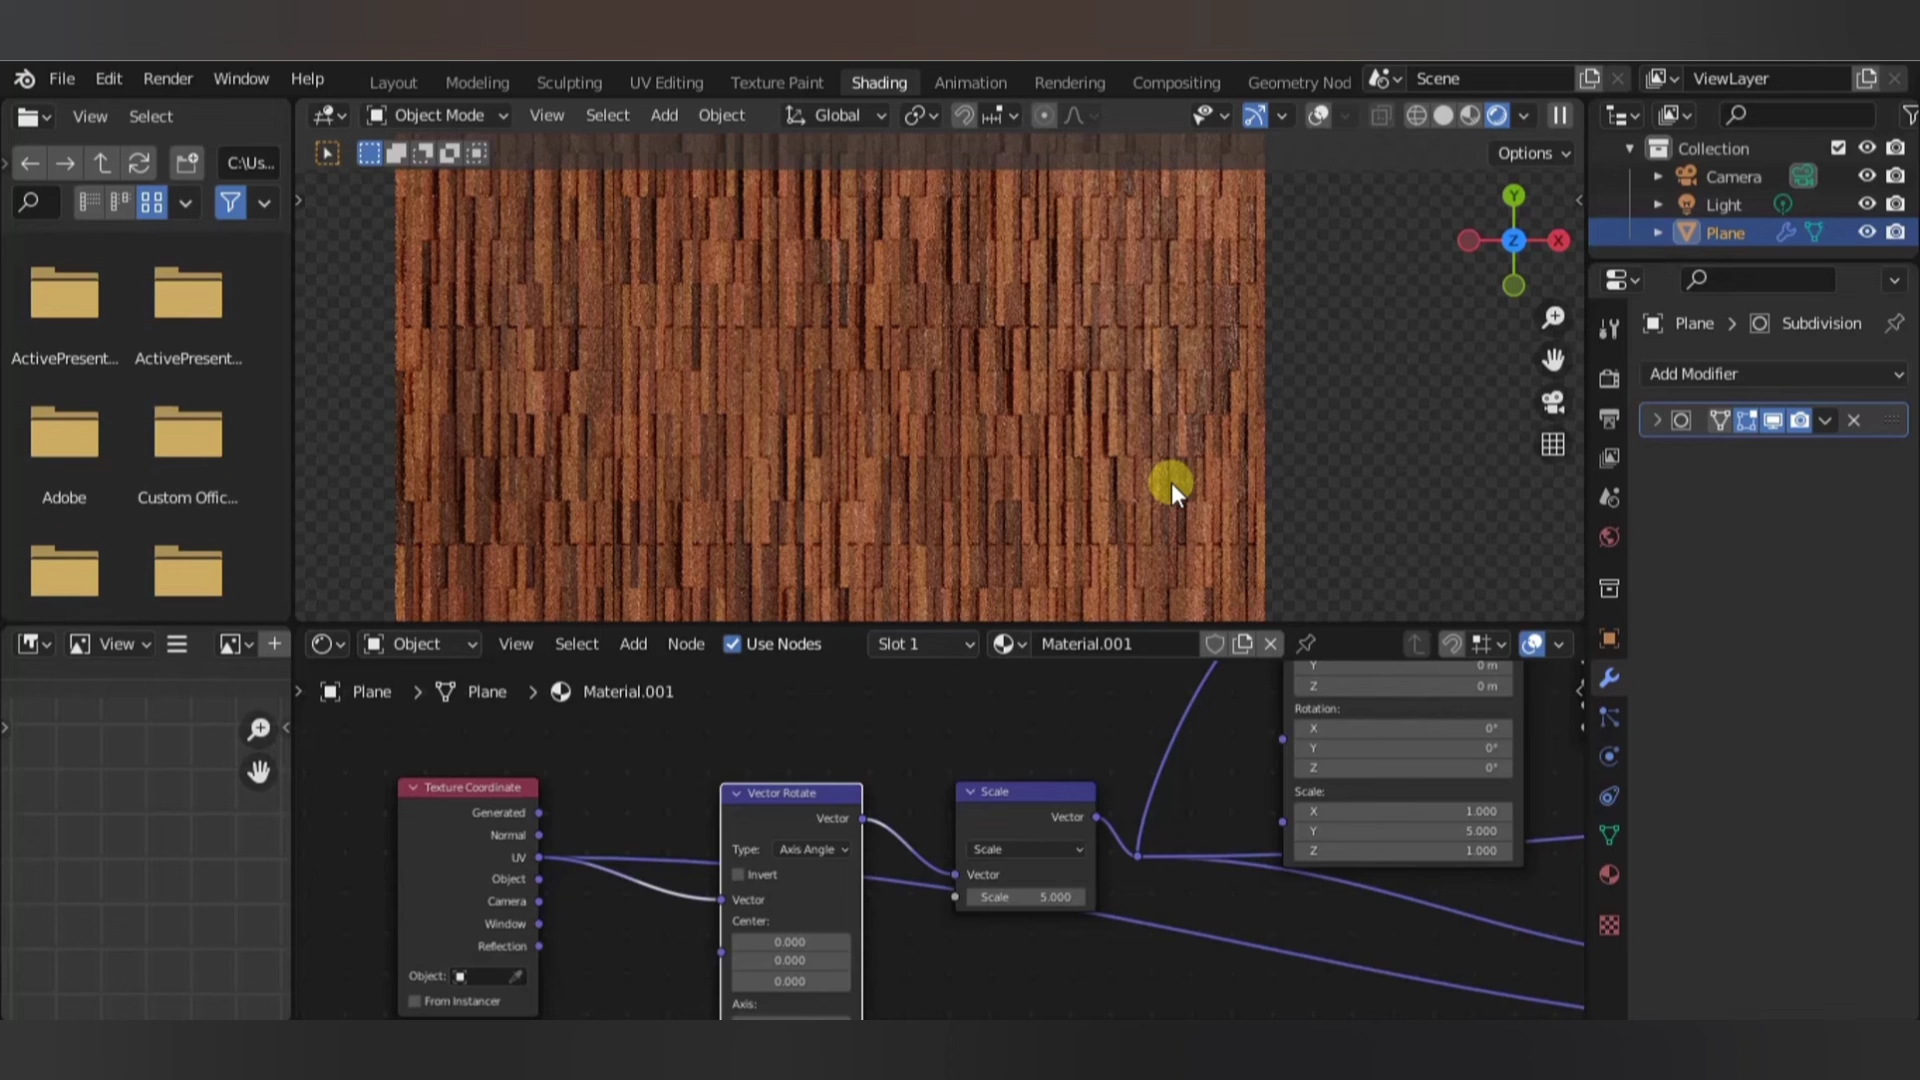 File Edit Render Window Help
Layout Modeling Sculpting UV Editing Texture Paint Shading Animation Rendering Compositing Geometry Nod
Scene
ViewLayer
View Select
Object Mode View Select Add Object
Global
C:\Us...
Options
Y
Z
X
Collection
Camera
Light
Plane
Plane > Subdivision
Add Modifier
ActivePresent...
ActivePresent...
Adobe
Custom Offic...
View
Object View Select Add Node Use Nodes Slot 1 Material.001
Plane > Plane > Material.001
Texture Coordinate
Generated
Normal
UV
Object
Camera
Window
Reflection
Object:
From Instancer
Vector Rotate
Vector
Type: Axis Angle
Invert
Vector
Center:
0.000
0.000
0.000
Axis:
Scale
Vector
Scale
Vector
Scale 5.000
Y 0 m
Z 0 m
Rotation:
X 0°
Y 0°
Z 0°
Scale:
X 1.000
Y 5.000
Z 1.000